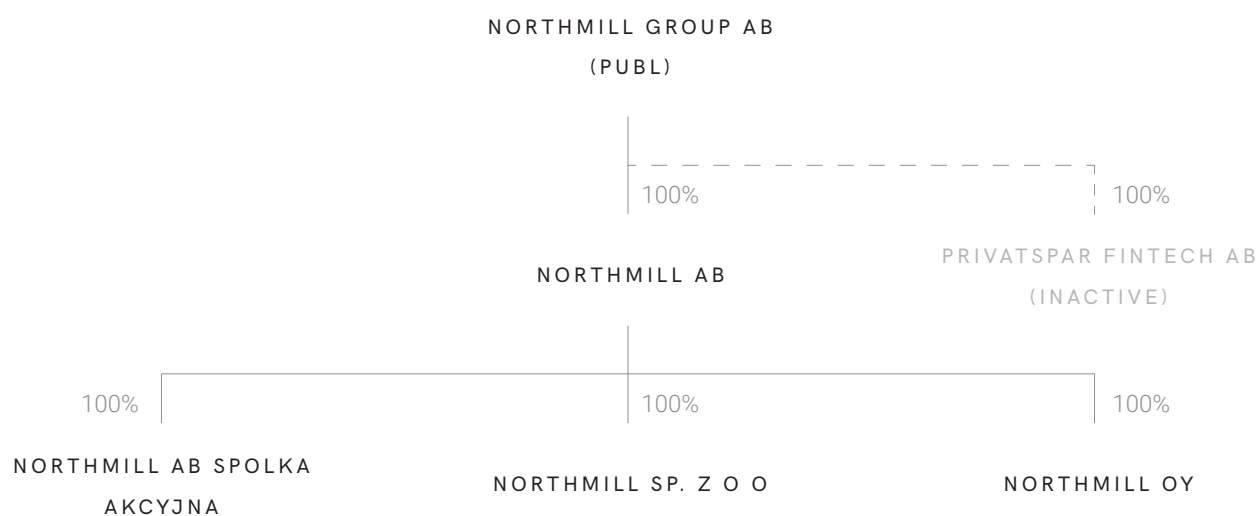 NORTHMILL GROUP AB
(PUBL)
100%
100%
PRIVATSPAR FINTECH AB
(INACTIVE)
NORTHMILL AB
100%
100%
100%
NORTHMILL AB SPOLKA
AKCYJNA
NORTHMILL SP. Z O O
NORTHMILL OY